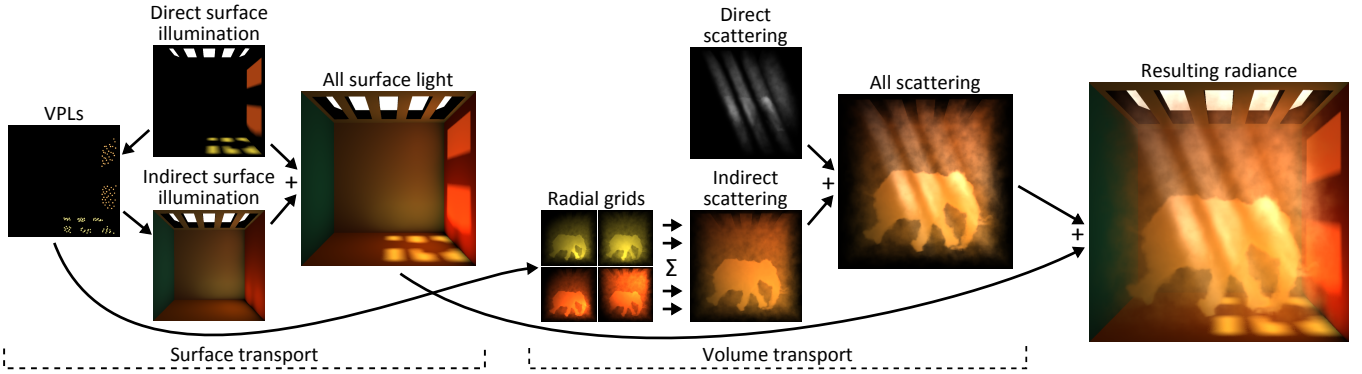 Direct surface
illumination
VPLs
Indirect surface
illumination
+
All surface light
Radial grids
Σ
Direct
scattering
Indirect
scattering
+
All scattering
+
Resulting radiance
Surface transport
Volume transport